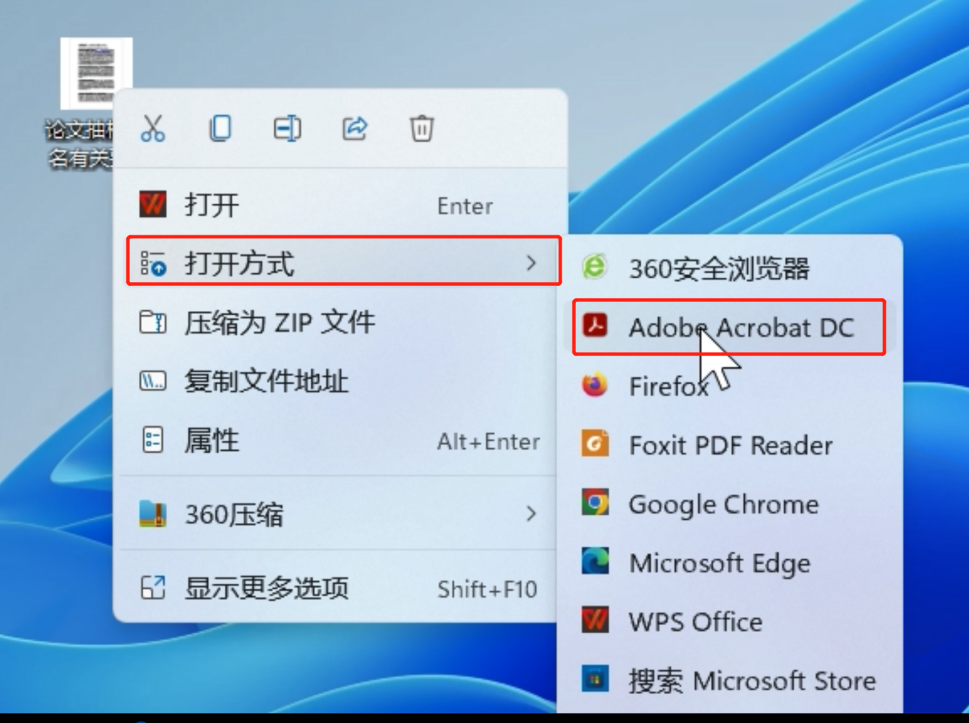 论文抽
名有关
打开 Enter
打开方式
压缩为 ZIP 文件
复制文件地址
属性 Alt+Enter
360压缩
显示更多选项 Shift+F10
360安全浏览器
Adobe Acrobat DC
Firefox
Foxit PDF Reader
Google Chrome
Microsoft Edge
WPS Office
搜索 Microsoft Store